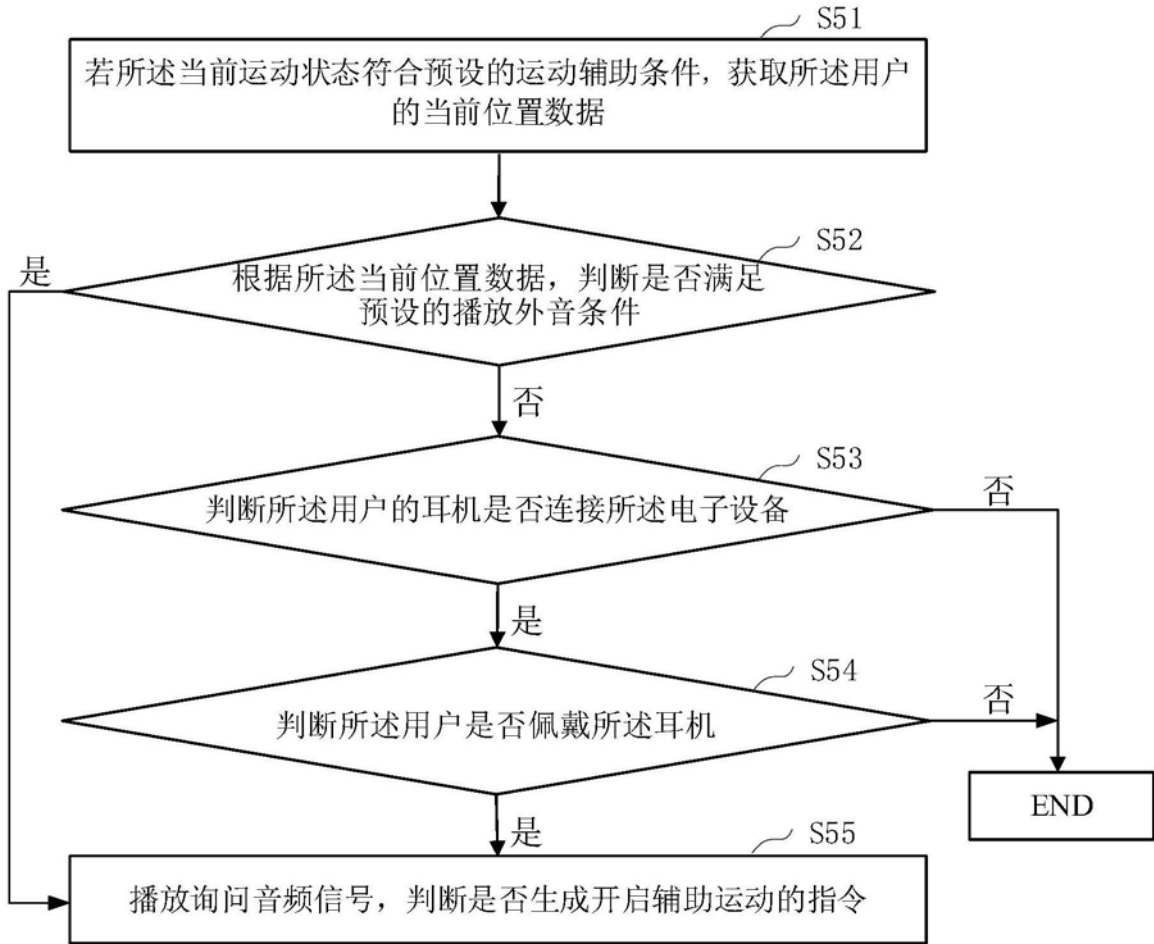 S51
若所述当前运动状态符合预设的运动辅助条件，获取所述用户
的当前位置数据
S52
是
根据所述当前位置数据，判断是否满足
预设的播放外音条件
否
S53
判断所述用户的耳机是否连接所述电子设备
否
是
S54
判断所述用户是否佩戴所述耳机
否
END
是
S55
播放询问音频信号，判断是否生成开启辅助运动的指令